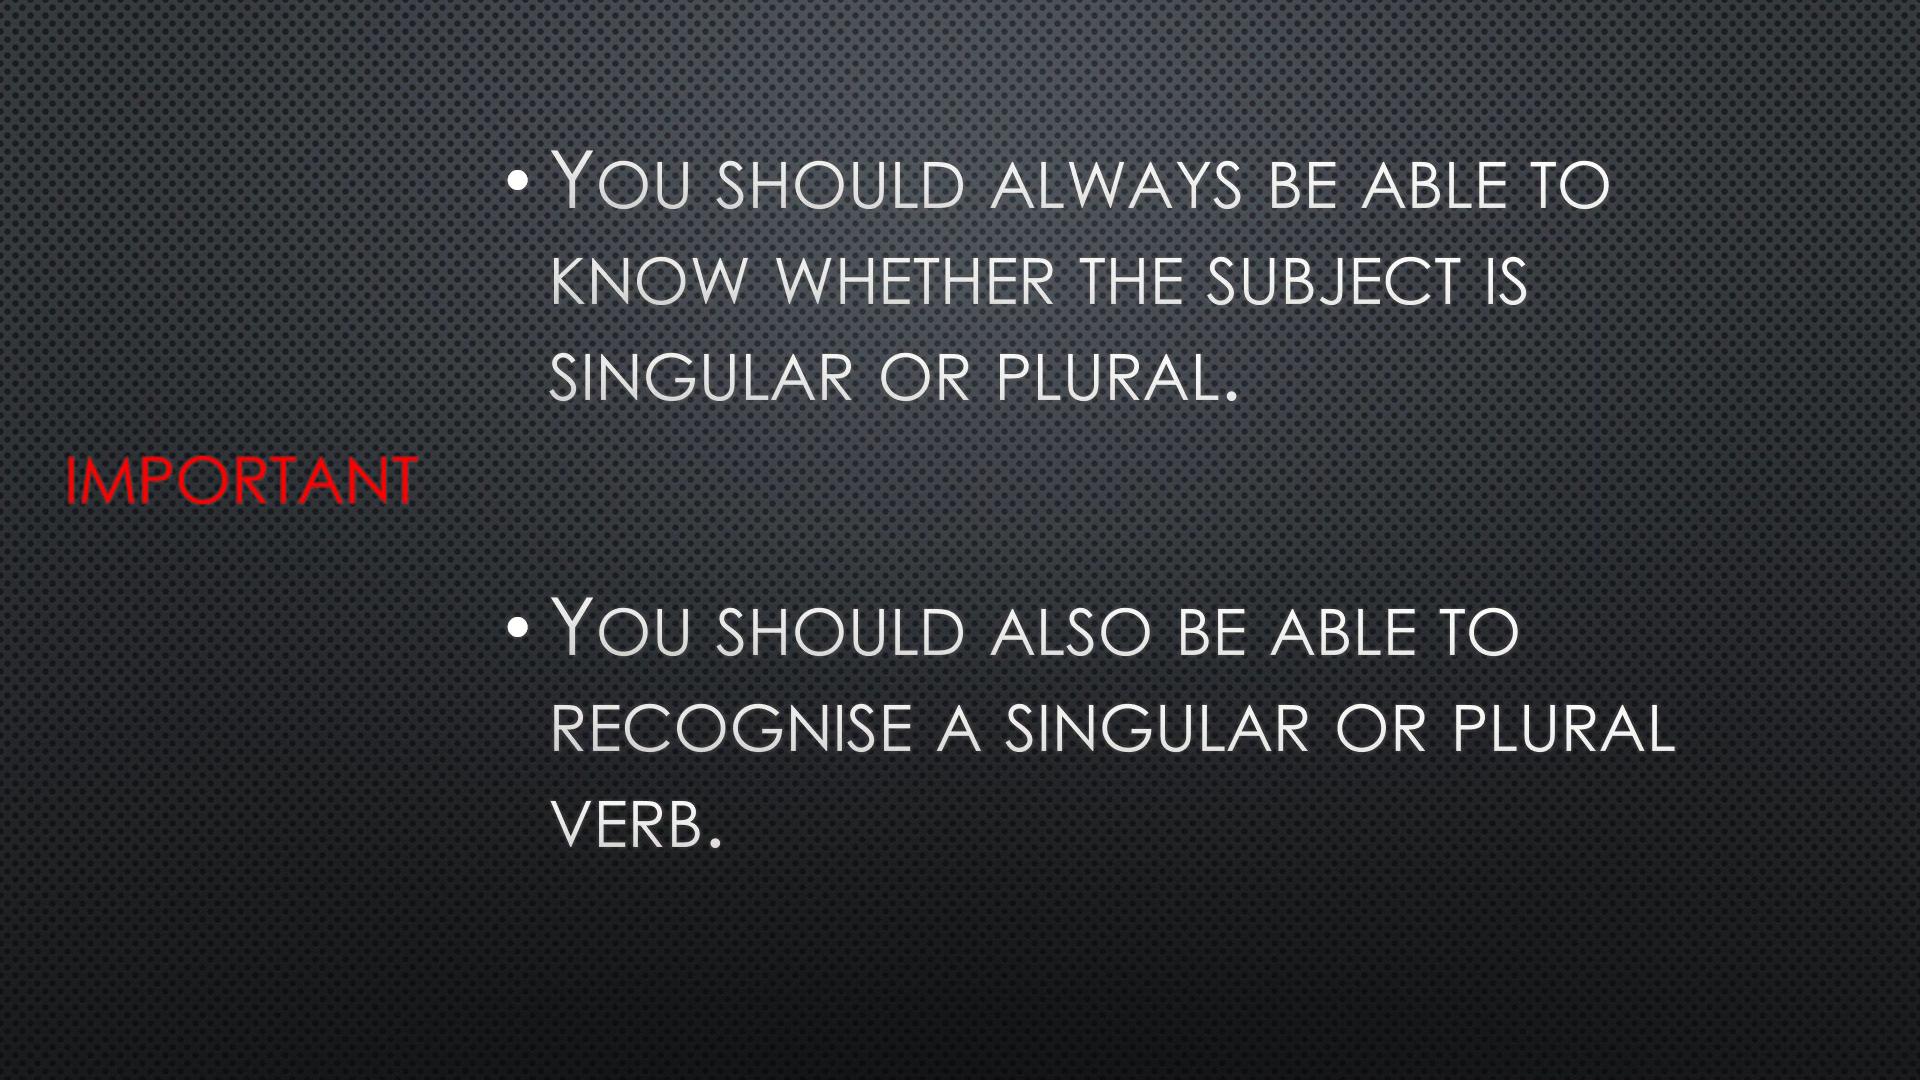 IMPORTANT
• YOU SHOULD ALWAYS BE ABLE TO
KNOW WHETHER THE SUBJECT IS
SINGULAR OR PLURAL.
• YOU SHOULD ALSO BE ABLE TO
RECOGNISE A SINGULAR OR PLURAL
VERB.